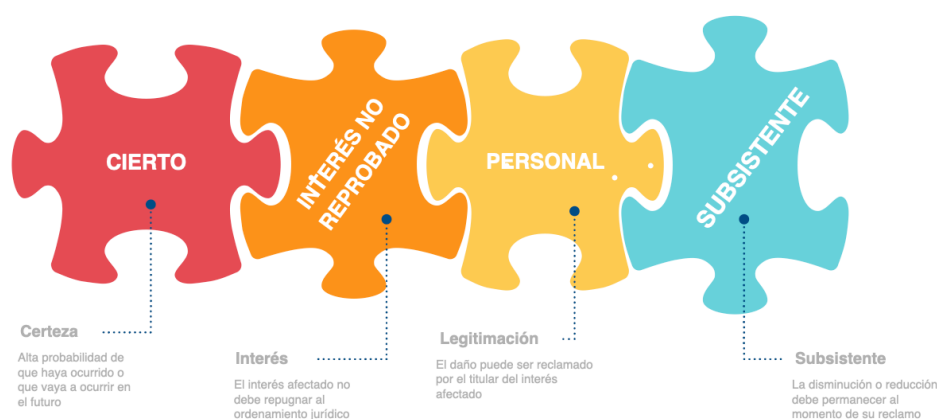 CIERTO
INTERÉS NO
REPROBADO
PERSONAL
SUBSISTENTE
Certeza
Alta probabilidad de
que haya ocurrido o
que vaya a ocurrir en
el futuro
Interés
El interés afectado no
debe repugnar al
ordenamiento jurídico
Legitimación
El daño puede ser reclamado
por el titular del interés
afectado
Subsistente
La disminución o reducción
debe permanecer al
momento de su reclamo